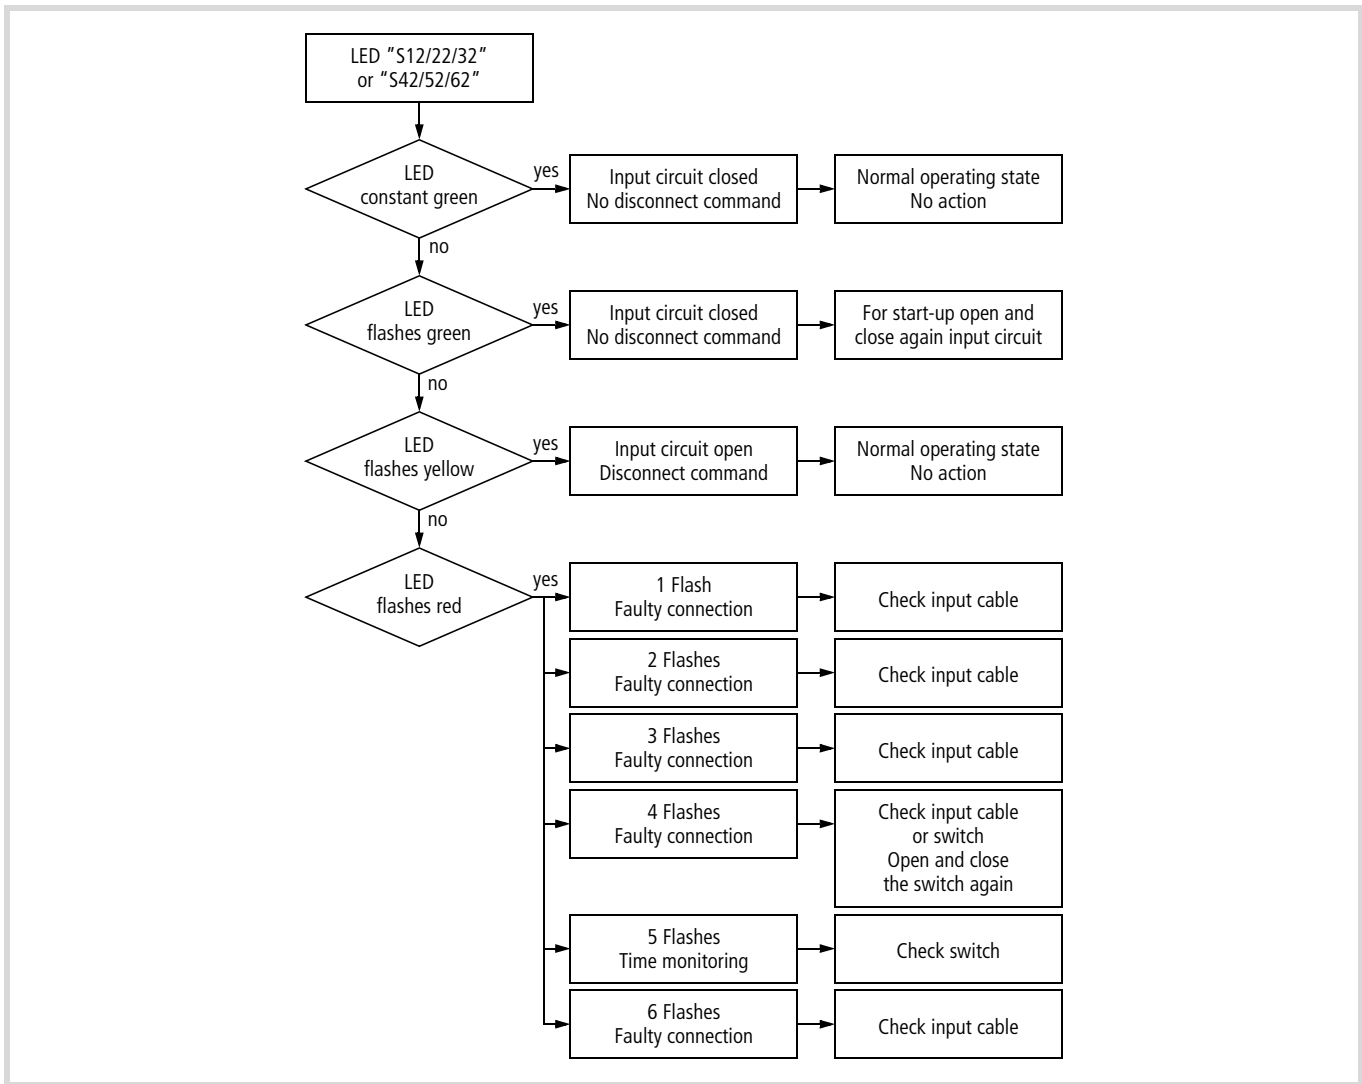 LED ”S12/22/32”
or “S42/52/62”
LED
constant green
yes
Input circuit closed
No disconnect command
Normal operating state
No action
no
LED
flashes green
yes
Input circuit closed
No disconnect command
For start-up open and
close again input circuit
no
LED
flashes yellow
yes
Input circuit open
Disconnect command
Normal operating state
No action
no
LED
flashes red
yes
1 Flash
Faulty connection
Check input cable
2 Flashes
Faulty connection
Check input cable
3 Flashes
Faulty connection
Check input cable
4 Flashes
Faulty connection
Check input cable
or switch
Open and close
the switch again
5 Flashes
Time monitoring
Check switch
6 Flashes
Faulty connection
Check input cable